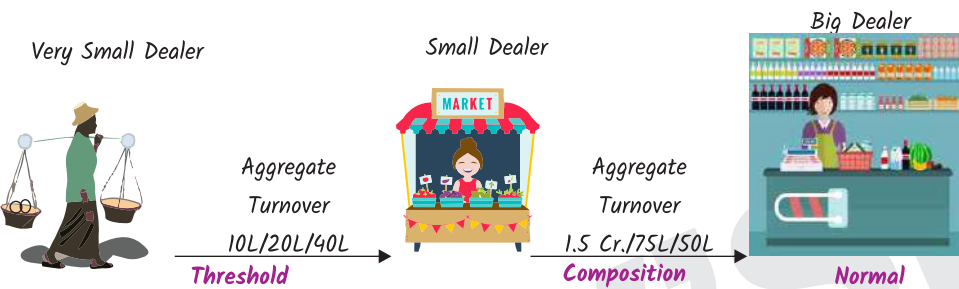 Very Small Dealer
Small Dealer
Big Dealer
MARKET
Aggregate
Turnover
10L/20L/40L
Threshold
Aggregate
Turnover
1.5 Cr./75L/50L
Composition
Normal